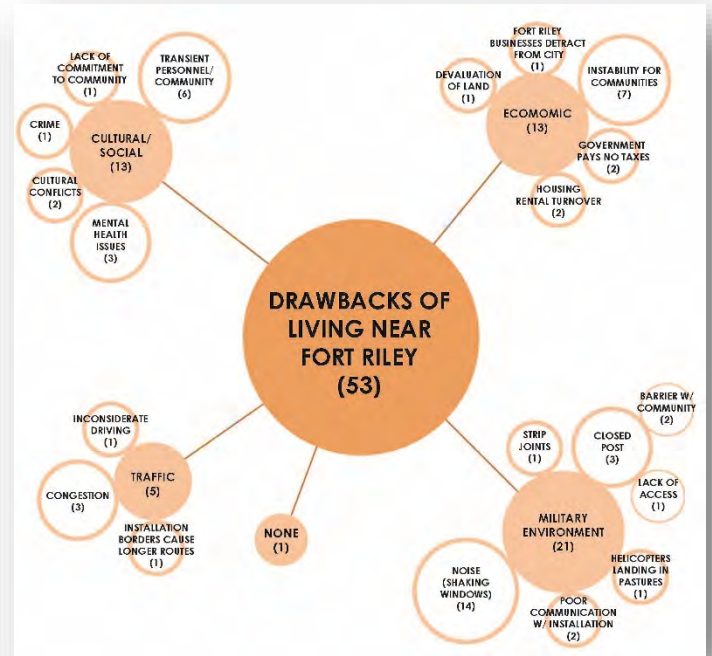 LACK OF
COMMITMENT
TO COMMUNITY
(1)
TRANSIENT
PERSONNEL/
COMMUNITY
(6)
CRIME
(1)
CULTURAL/
SOCIAL
(13)
CULTURAL
CONFLICTS
(2)
MENTAL
HEALTH
ISSUES
(3)
FORT RILEY
BUSINESSES DETRACT
FROM CITY
(1)
DEVALUATION
OF LAND
(1)
INSTABILITY FOR
COMMUNITIES
(7)
ECOMOMIC
(13)
GOVERNMENT
PAYS NO TAXES
(2)
HOUSING
RENTAL TURNOVER
(2)
DRAWBACKS OF
LIVING NEAR
FORT RILEY
(53)
INCONSIDERATE
DRIVING
(1)
TRAFFIC
(5)
CONGESTION
(3)
INSTALLATION
BORDERS CAUSE
LONGER ROUTES
(1)
NONE
(1)
BARRIER W/
COMMUNITY
(2)
STRIP
JOINTS
(1)
CLOSED
POST
(3)
LACK OF
ACCESS
(1)
MILITARY
ENVIRONMENT
(21)
NOISE
(SHAKING
WINDOWS)
(14)
HELICOPTERS
LANDING IN
PASTURES
(1)
POOR
COMMUNICATION
W/ INSTALLATION
(2)